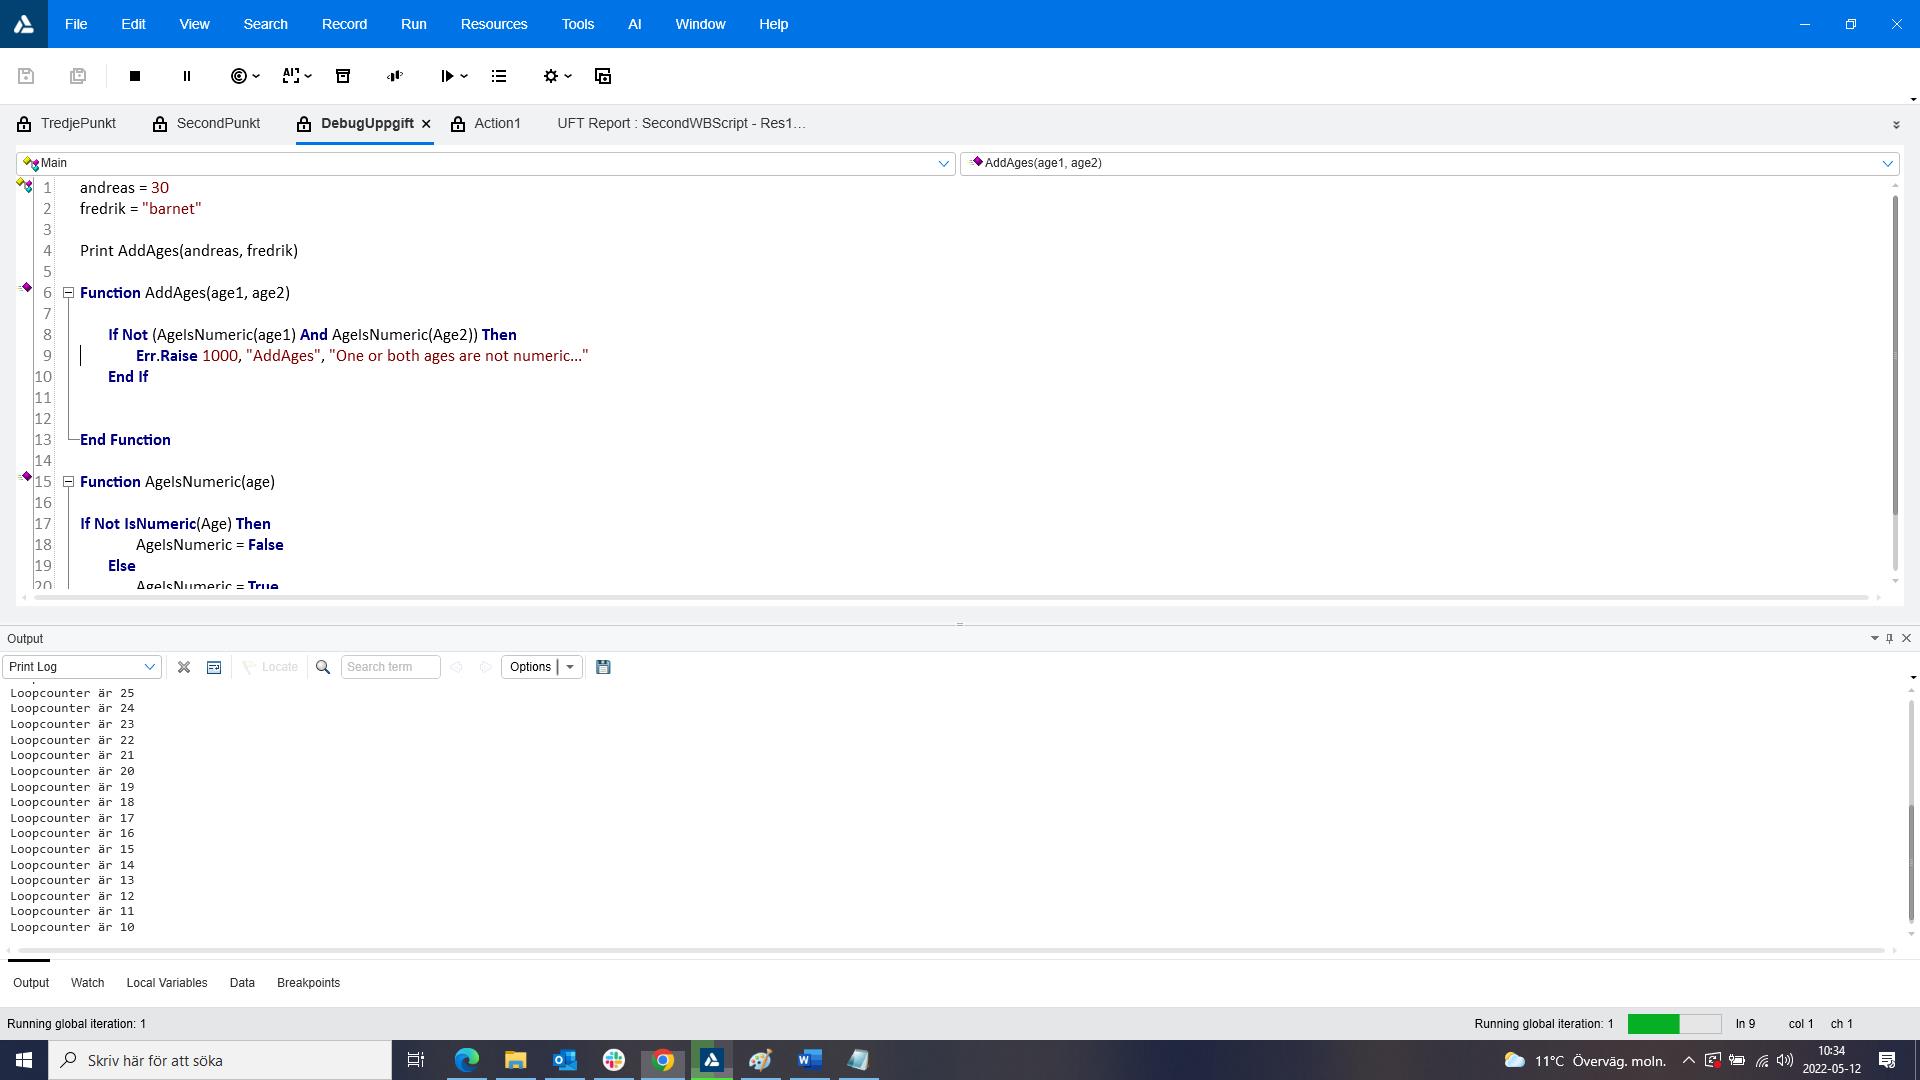 File Edit View Search Record Run Resources Tools AI Window Help
AI
TredjePunkt SecondPunkt DebugUppgift Action1 UFT Report : SecondWBScript - Res1...
Main AddAges(age1, age2)
1 andreas = 30
2 fredrik = "barnet"
3
4 Print AddAges(andreas, fredrik)
5
6 Function AddAges(age1, age2)
7
8 If Not (AgeIsNumeric(age1) And AgeIsNumeric(Age2)) Then
9 Err.Raise 1000, "AddAges", "One or both ages are not numeric..."
10 End If
11
12
13 End Function
14
15 Function AgeIsNumeric(age)
16
17 If Not IsNumeric(Age) Then
18 AgeIsNumeric = False
19 Else
20 AgeIsNumeric = True
Output
Print Log Locate Search term Options
Loopcounter är 25
Loopcounter är 24
Loopcounter är 23
Loopcounter är 22
Loopcounter är 21
Loopcounter är 20
Loopcounter är 19
Loopcounter är 18
Loopcounter är 17
Loopcounter är 16
Loopcounter är 15
Loopcounter är 14
Loopcounter är 13
Loopcounter är 12
Loopcounter är 11
Loopcounter är 10
Output Watch Local Variables Data Breakpoints
Running global iteration: 1 Running global iteration: 1 ln 9 col 1 ch 1
Skriv här för att söka 11°C Överväg. moln. 10:34
2022-05-12